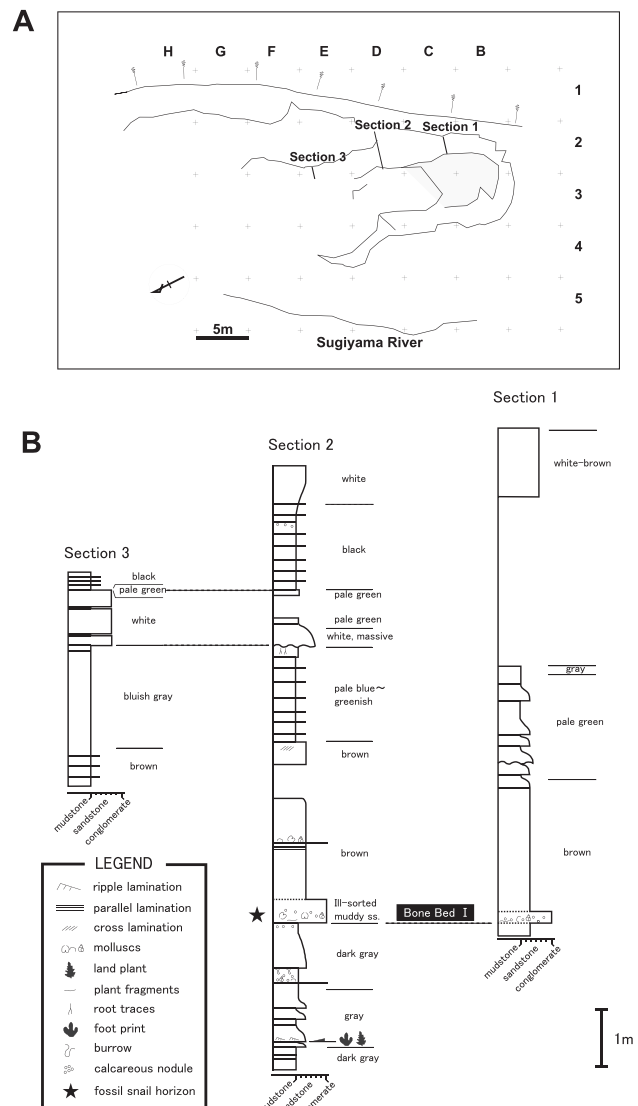 A
H G F E D C B
1
Section 2 Section 1
2
Section 3
3
4
5
5m
Sugiyama River
B
Section 1
white-brown
gray
pale green
brown
mudstone
sandstone
conglomerate
Section 2
white
black
pale green
pale green
white, massive
pale blue～
greenish
brown
brown
Ill-sorted
muddy ss.
Bone Bed Ⅰ
dark gray
gray
dark gray
mudstone
sandstone
conglomerate
Section 3
black
pale green
white
bluish gray
brown
mudstone
sandstone
conglomerate
LEGEND
ripple lamination
parallel lamination
cross lamination
molluscs
land plant
plant fragments
root traces
foot print
burrow
calcareous nodule
fossil snail horizon
1m